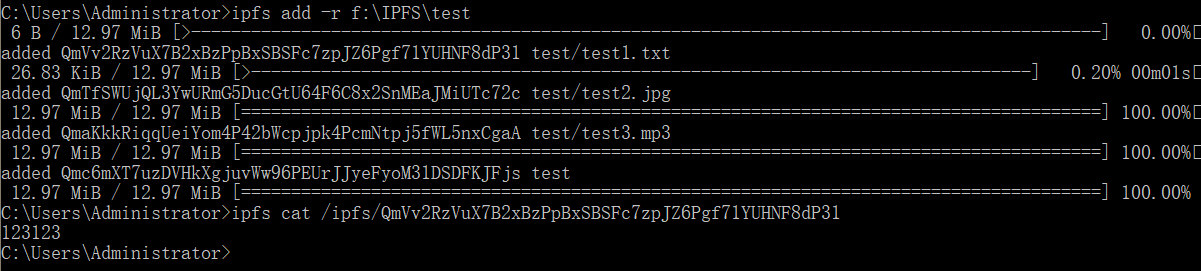 C:\Users\Administrator>ipfs add -r f:\IPFS\test
6 B / 12.97 MiB [>------------------------------------------------------------------------------------------] 0.00%
added QmVv2RzVuX7B2xBzPpBxSBSFc7zpJZ6Pgf71YUHNF8dP31 test/test1.txt
26.83 KiB / 12.97 MiB [>-----------------------------------------------------------------------------] 0.20% 00m01s
added QmTfSWUjQL3YwURmG5DucGtU64F6C8x2SnMEaJMiUTc72c test/test2.jpg
12.97 MiB / 12.97 MiB [======================================================================================] 100.00%
added QmaKkkRiqqUeiYom4P42bWcpjpk4PcmNtpj5fWL5nxCgaA test/test3.mp3
12.97 MiB / 12.97 MiB [======================================================================================] 100.00%
added Qmc6mXT7uzDVHkXgjuvWw96PEUrJJyeFyoM3lDSDFKJFjs test
12.97 MiB / 12.97 MiB [======================================================================================] 100.00%
C:\Users\Administrator>ipfs cat /ipfs/QmVv2RzVuX7B2xBzPpBxSBSFc7zpJZ6Pgf71YUHNF8dP31
123123
C:\Users\Administrator>